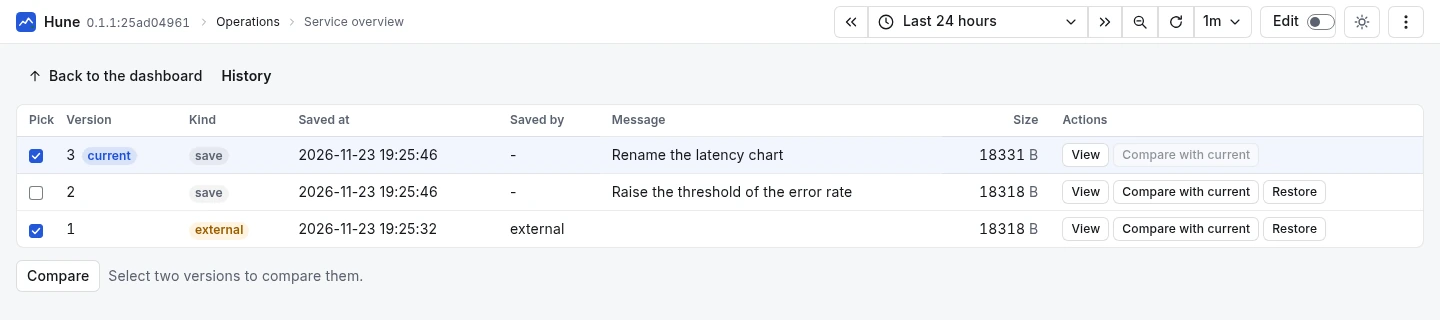 Hune 0.1.1:25ad04961 Operations Service overview Last 24 hours 1m Edit
Back to the dashboard History
Pick Version Kind Saved at Saved by Message Size Actions
3 current save 2026-11-23 19:25:46 - Rename the latency chart 18331 B View Compare with current
2 save 2026-11-23 19:25:46 - Raise the threshold of the error rate 18318 B View Compare with current Restore
1 external 2026-11-23 19:25:32 external 18318 B View Compare with current Restore
Compare Select two versions to compare them.